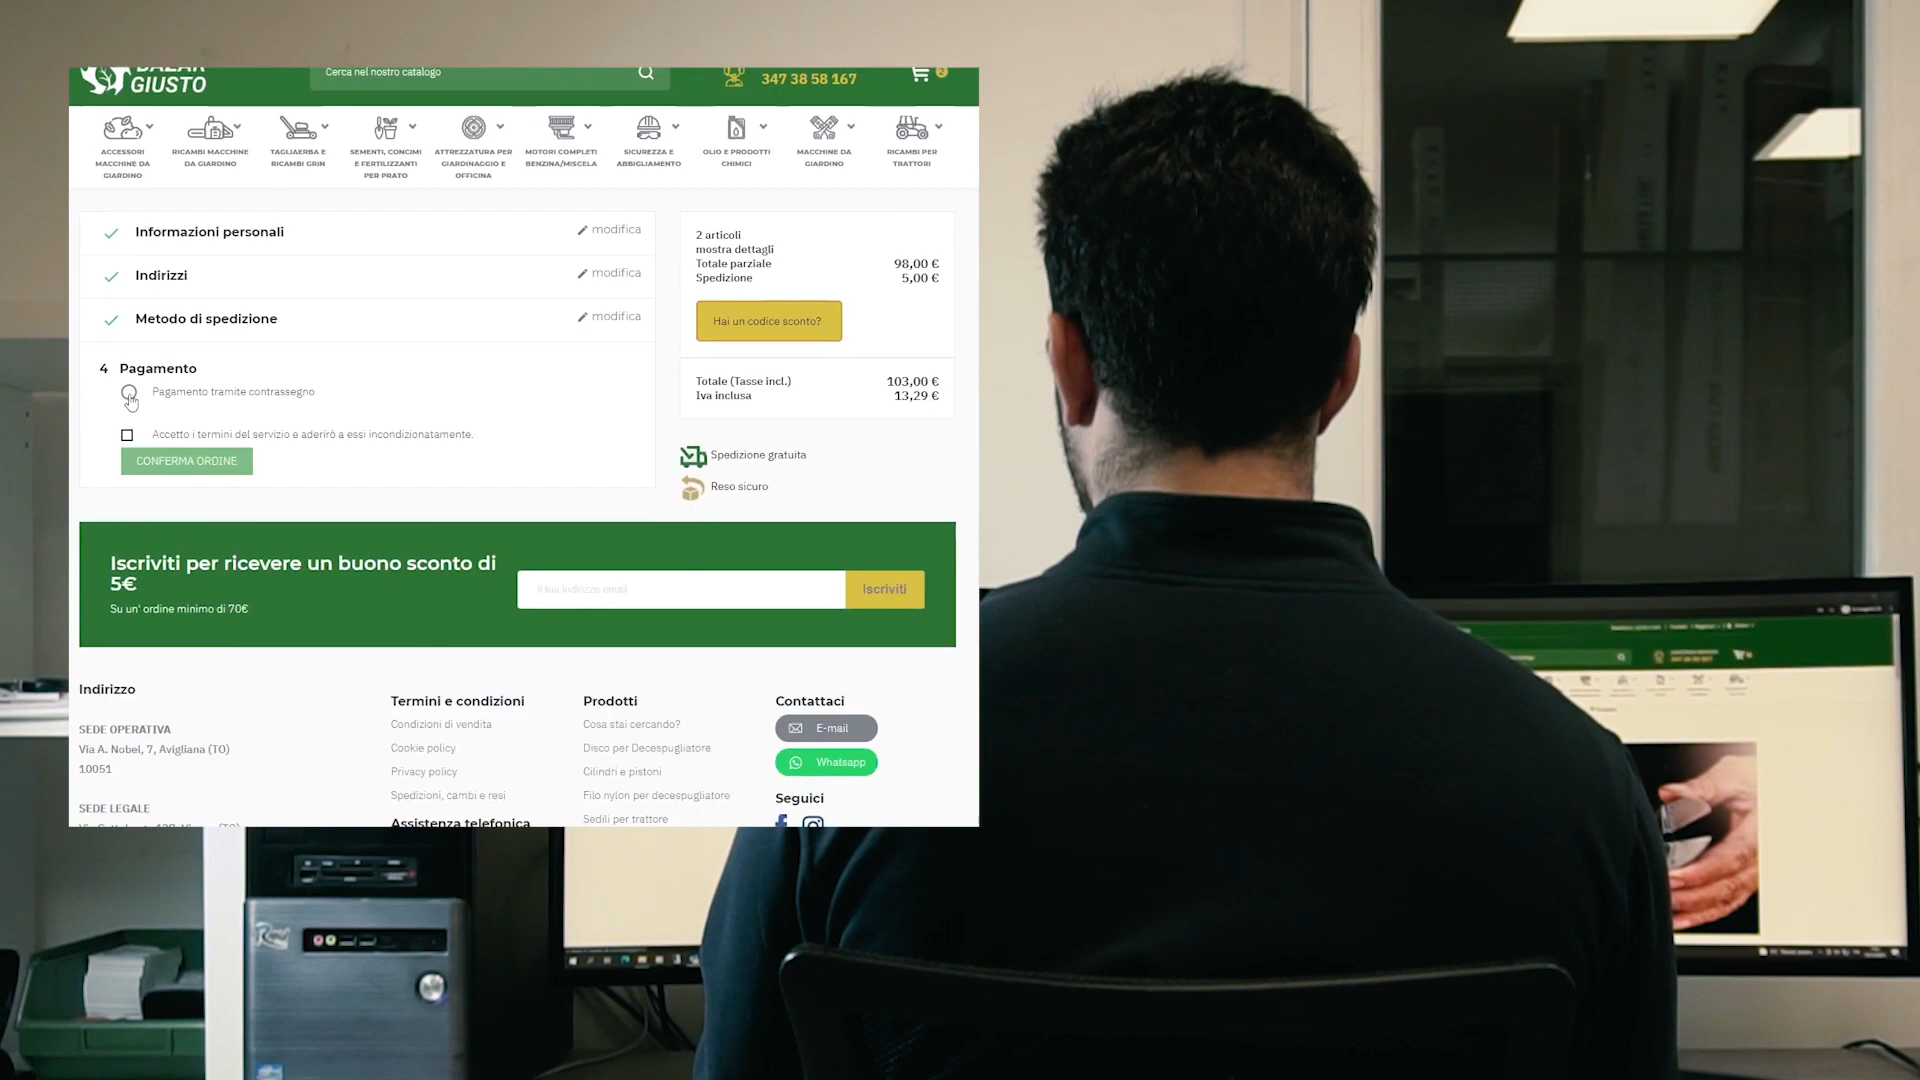 BAZAR
GIUSTO
Cerca nel nostro catalogo
347 38 58 167
2
ACCESSORI
MACCHINE DA
GIARDINO
RICAMBI MACCHINE
DA GIARDINO
TAGLIAERBA E
RICAMBI GRIN
SEMENTI, CONCIMI
E FERTILIZZANTI
PER PRATO
ATTREZZATURA PER
GIARDINAGGIO E
OFFICINA
MOTORI COMPLETI
BENZINA/MISCELA
SICUREZZA E
ABBIGLIAMENTO
OLIO E PRODOTTI
CHIMICI
MACCHINE DA
GIARDINO
RICAMBI PER
TRATTORI
Informazioni personali
modifica
Indirizzi
modifica
Metodo di spedizione
modifica
4 Pagamento
Pagamento tramite contrassegno
Accetto i termini del servizio e aderirò a essi incondizionatamente.
CONFERMA ORDINE
2 articoli
mostra dettagli
Totale parziale 98,00 €
Spedizione 5,00 €
Hai un codice sconto?
Totale (Tasse incl.) 103,00 €
Iva inclusa 13,29 €
Spedizione gratuita
Reso sicuro
Iscriviti per ricevere un buono sconto di
5€
Su un' ordine minimo di 70€
Il tuo indirizzo email
Iscriviti
Indirizzo
SEDE OPERATIVA
Via A. Nobel, 7, Avigliana (TO)
10051
SEDE LEGALE
Termini e condizioni
Condizioni di vendita
Cookie policy
Privacy policy
Spedizioni, cambi e resi
Assistenza telefonica
Prodotti
Cosa stai cercando?
Disco per Decespugliatore
Cilindri e pistoni
Filo nylon per decespugliatore
Sedili per trattore
Contattaci
E-mail
Whatsapp
Seguici